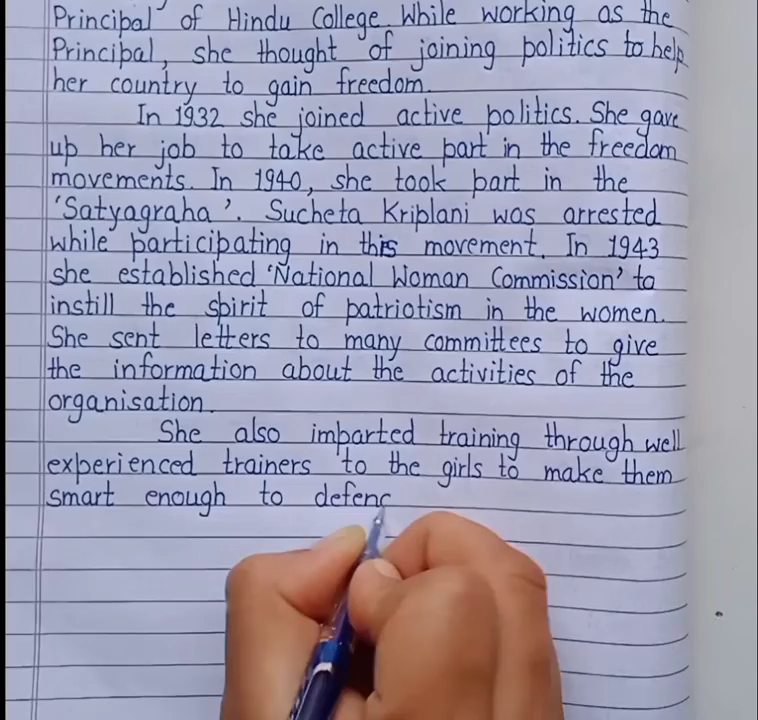 Principal of Hindu College. While working as the
Principal, she thought of joining politics to help
her country to gain freedom.
In 1932 she joined active politics. She gave
up her job to take active part in the freedom
movements. In 1940, she took part in the
'Satyagraha'. Sucheta Kriplani was arrested
while participating in this movement. In 1943
she established 'National Woman Commission' to
instill the spirit of patriotism in the women.
She sent letters to many committees to give
the information about the activities of the
organisation.
She also imparted training through well
experienced trainers to the girls to make them
smart enough to defenc